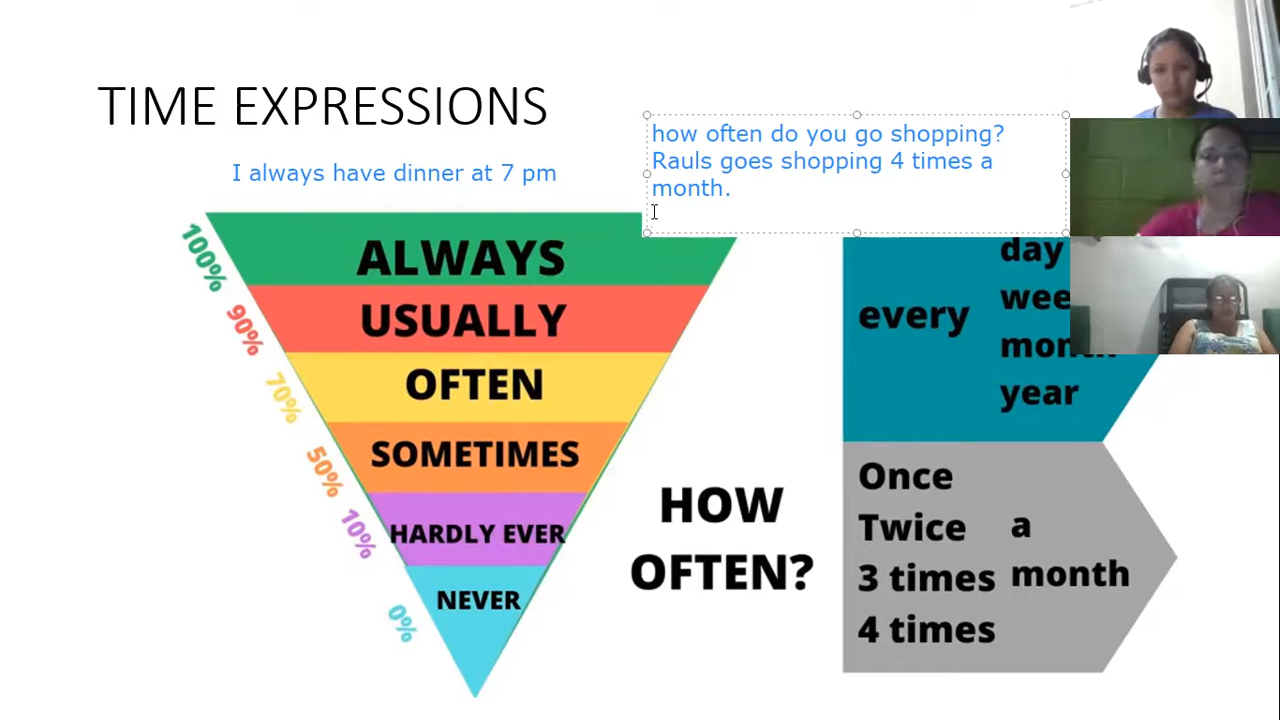 TIME EXPRESSIONS
I always have dinner at 7 pm
how often do you go shopping?
Rauls goes shopping 4 times a
month.
100%
ALWAYS
90%
USUALLY
70%
OFTEN
50%
SOMETIMES
10%
HARDLY EVER
0%
NEVER
HOW
OFTEN?
every
day
wee
month
year
Once
Twice
3 times
4 times
a
month